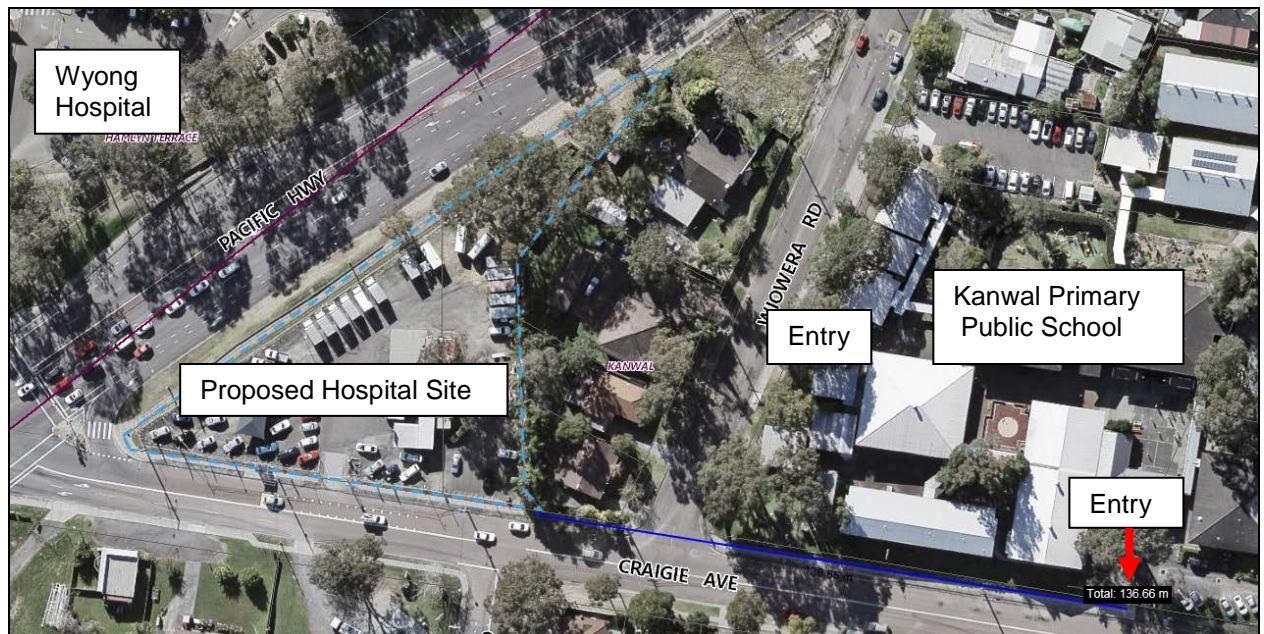 Wyong
Hospital
HAMLYN TERRACE
PACIFIC HWY
WIOWERA RD
Entry
Kanwal Primary
Public School
KANWAL
Proposed Hospital Site
Entry
CRAIGIE AVE
Total: 136.66 m